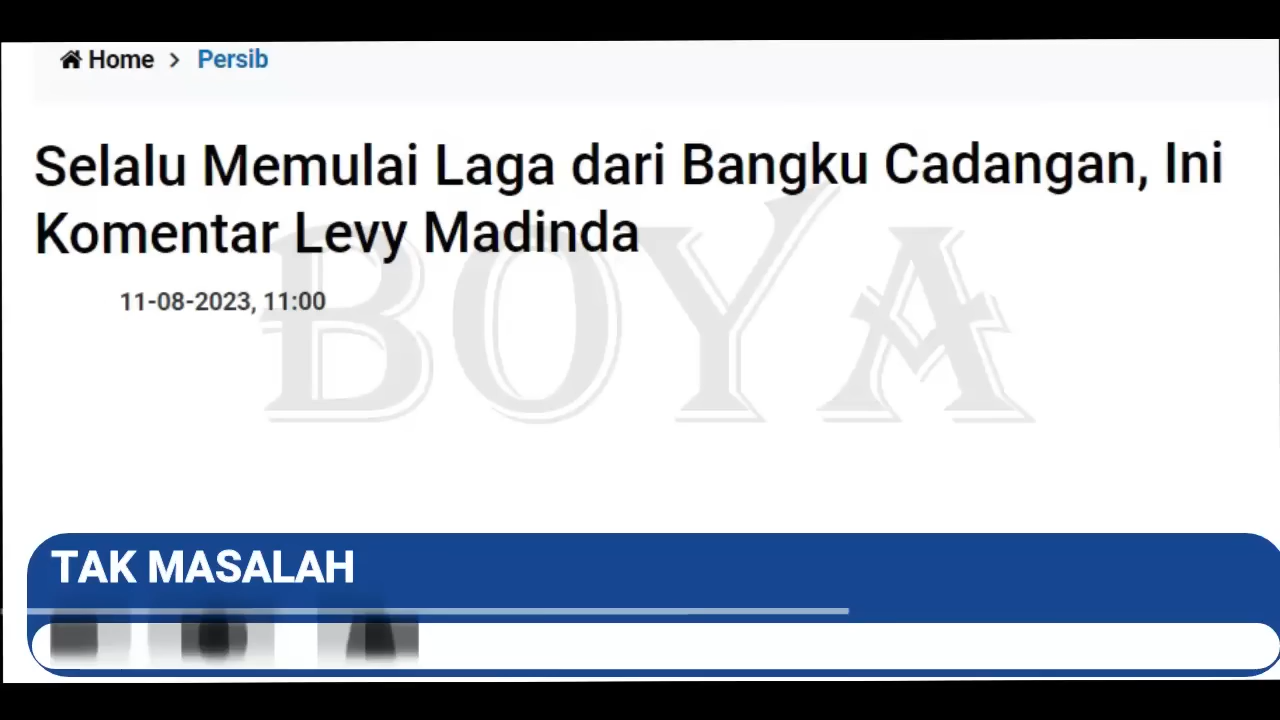 Home > Persib
Selalu Memulai Laga dari Bangku Cadangan, Ini
Komentar Levy Madinda
11-08-2023, 11:00
BOYA
TAK MASALAH